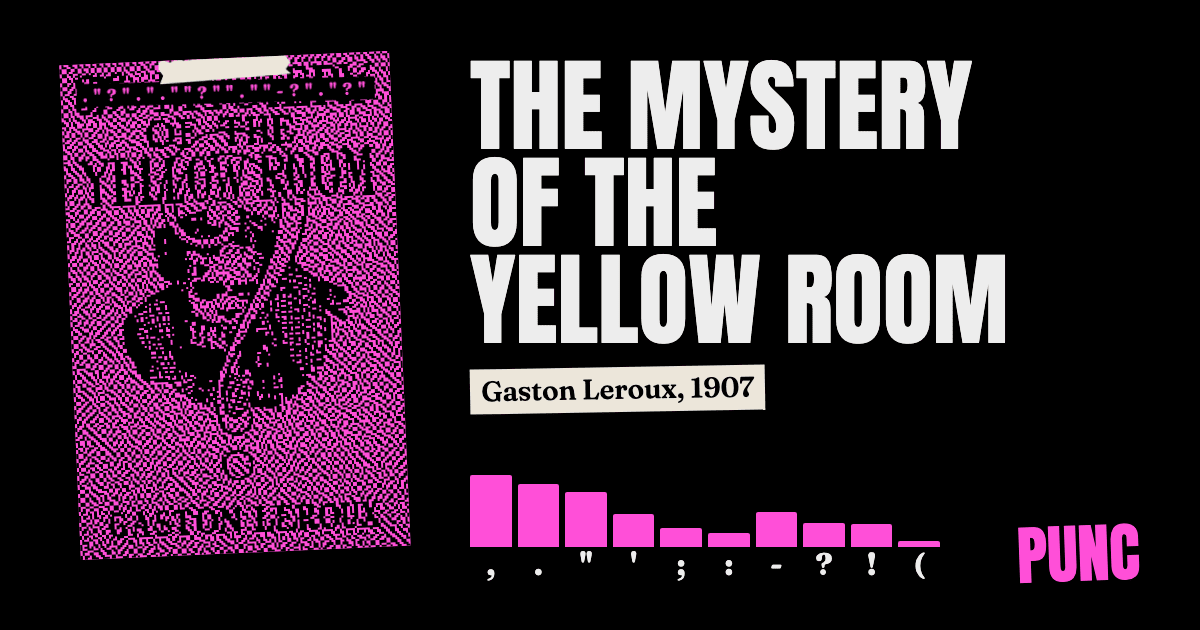 ."?".".""?"".""-?"."?"
OF THE
YELLOW ROOM
GASTON LEROUX
THE MYSTERY
OF THE
YELLOW ROOM
Gaston Leroux, 1907
, . " ' ; : - ? ! (
PUNC